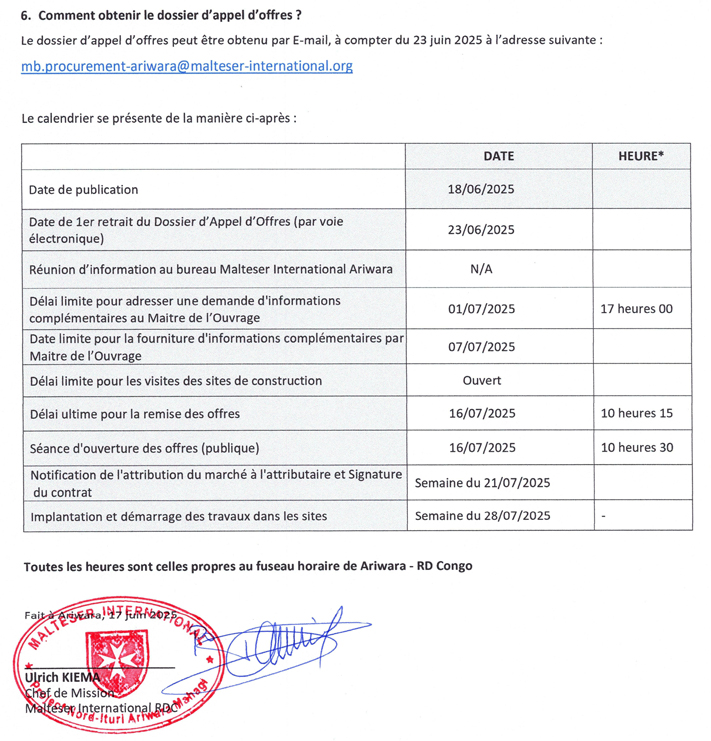 6. Comment obtenir le dossier d'appel d'offres ?
Le dossier d'appel d'offres peut être obtenu par E-mail, à compter du 23 juin 2025 à l'adresse suivante :
mb.procurement-ariwara@malteser-international.org
Le calendrier se présente de la manière ci-après :
DATE HEURE*
Date de publication 18/06/2025
Date de 1er retrait du Dossier d'Appel d'Offres (par voie
électronique) 23/06/2025
Réunion d'information au bureau Malteser International Ariwara N/A
Délai limite pour adresser une demande d'informations
complémentaires au Maitre de l'Ouvrage 01/07/2025 17 heures 00
Date limite pour la fourniture d'informations complémentaires par
Maitre de l'Ouvrage 07/07/2025
Délai limite pour les visites des sites de construction Ouvert
Délai ultime pour la remise des offres 16/07/2025 10 heures 15
Séance d'ouverture des offres (publique) 16/07/2025 10 heures 30
Notification de l'attribution du marché à l'attributaire et Signature
du contrat Semaine du 21/07/2025
Implantation et démarrage des travaux dans les sites Semaine du 28/07/2025 -
Toutes les heures sont celles propres au fuseau horaire de Ariwara - RD Congo
Fait à Ariwara, 17 juin 2025
MALTESER INTERNATIONAL
Ulrich KIEMA
Chef de Mission
Malteser International RDC
Projet Nord-Ituri Ariwara Mahagi